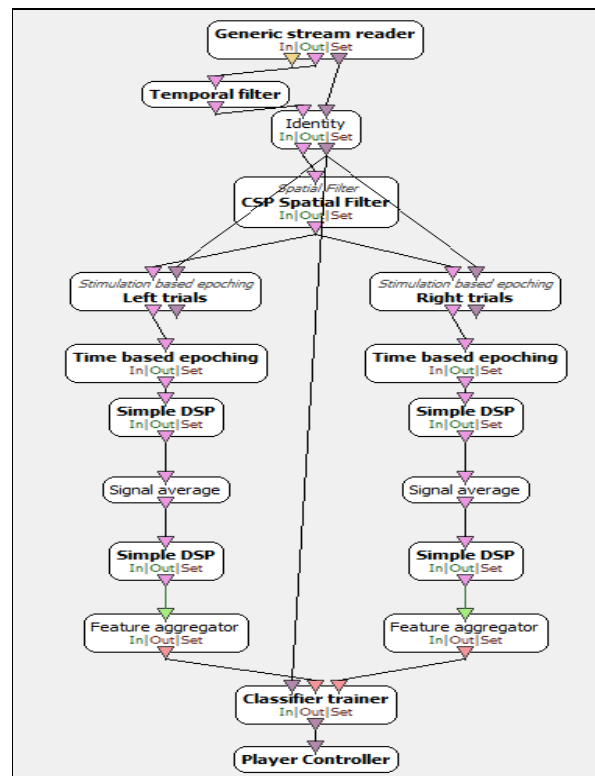 Generic stream reader
In|Out|Set
Temporal filter
Identity
In|Out|Set
Spatial Filter
CSP Spatial Filter
In|Out|Set
Stimulation based epoching
Left trials
Stimulation based epoching
Right trials
Time based epoching
In|Out|Set
Time based epoching
In|Out|Set
Simple DSP
In|Out|Set
Simple DSP
In|Out|Set
Signal average
Signal average
Simple DSP
In|Out|Set
Simple DSP
In|Out|Set
Feature aggregator
In|Out|Set
Feature aggregator
In|Out|Set
Classifier trainer
In|Out|Set
Player Controller